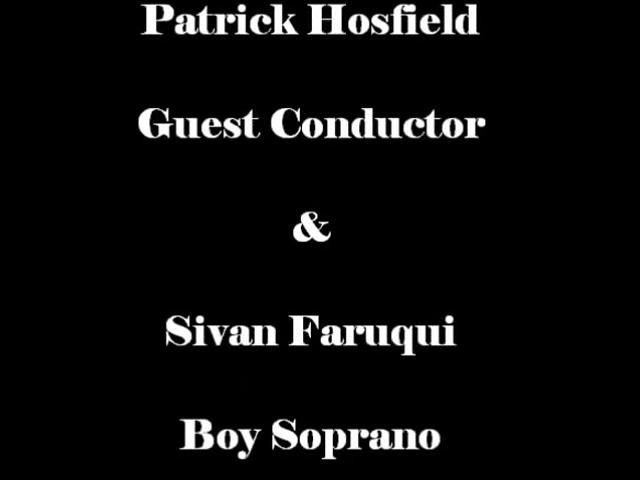 Patrick Hosfield
Guest Conductor
&
Sivan Faruqui
Boy Soprano